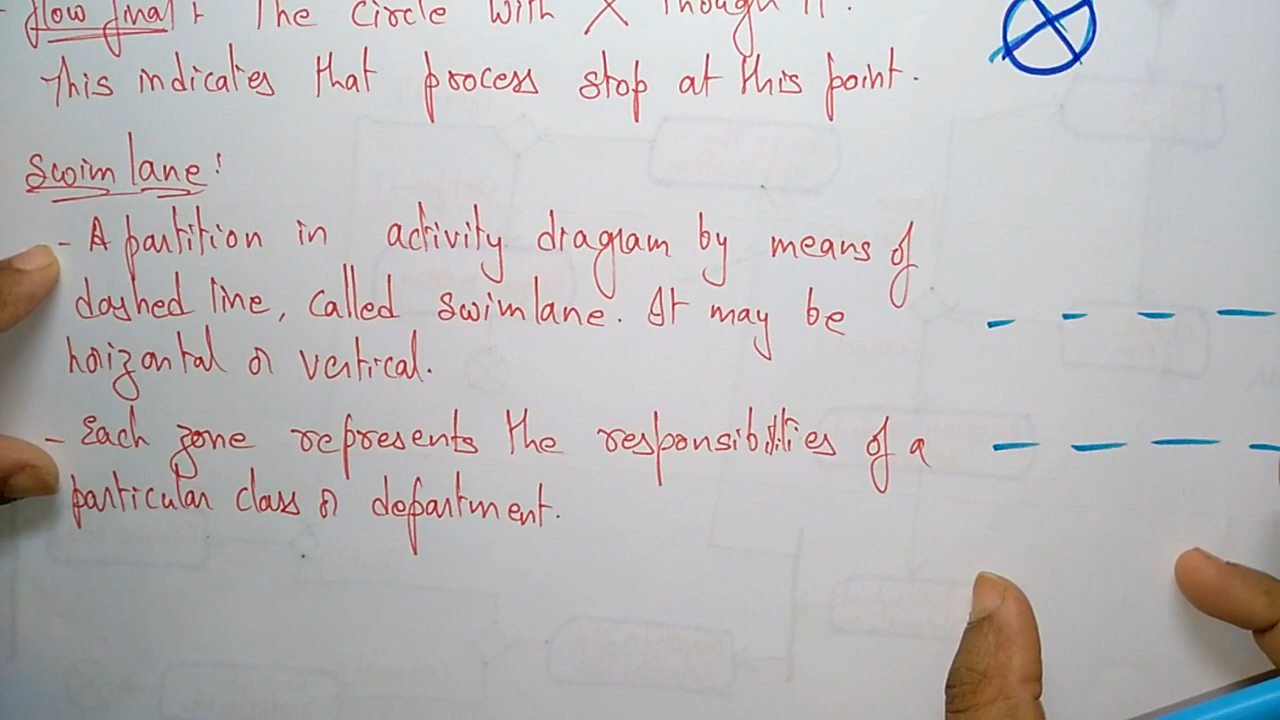 flow final : The Circle with X though it.
This indicates that process stop at this point.
Swim lane:
- A partition in activity diagram by means of
dashed line, called swimlane. It may be
horizontal or vertical.
- Each zone represents the responsibilities of a
particular class or department.